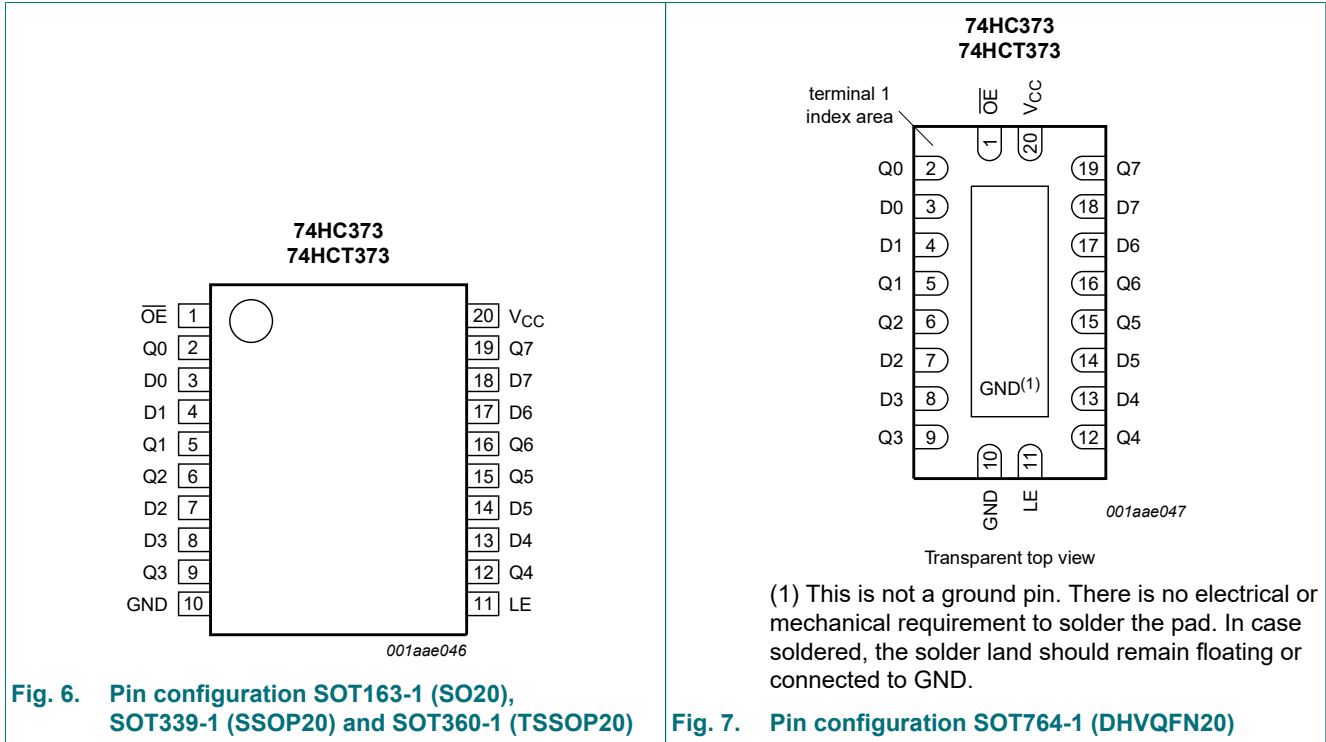 74HC373
74HCT373
OE 1
Q0 2
D0 3
D1 4
Q1 5
Q2 6
D2 7
D3 8
Q3 9
GND 10
20 VCC
19 Q7
18 D7
17 D6
16 Q6
15 Q5
14 D5
13 D4
12 Q4
11 LE
001aae046
Fig. 6. Pin configuration SOT163-1 (SO20),
SOT339-1 (SSOP20) and SOT360-1 (TSSOP20)
74HC373
74HCT373
terminal 1
index area
OE
VCC
1
20
Q0 2
D0 3
D1 4
Q1 5
Q2 6
D2 7
D3 8
Q3 9
19 Q7
18 D7
17 D6
16 Q6
15 Q5
14 D5
13 D4
12 Q4
GND(1)
10
11
GND
LE
001aae047
Transparent top view
(1) This is not a ground pin. There is no electrical or
mechanical requirement to solder the pad. In case
soldered, the solder land should remain floating or
connected to GND.
Fig. 7. Pin configuration SOT764-1 (DHVQFN20)